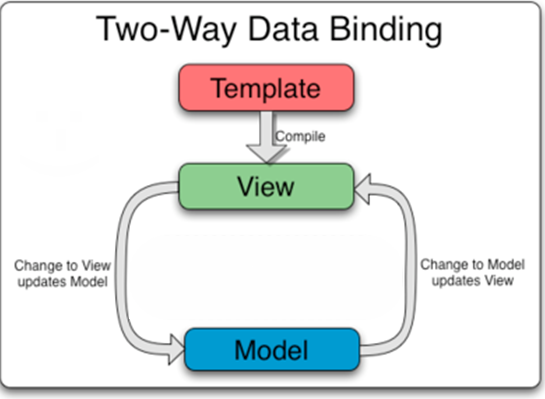 Two-Way Data Binding
Template
Compile
View
Change to View
updates Model
Change to Model
updates View
Model